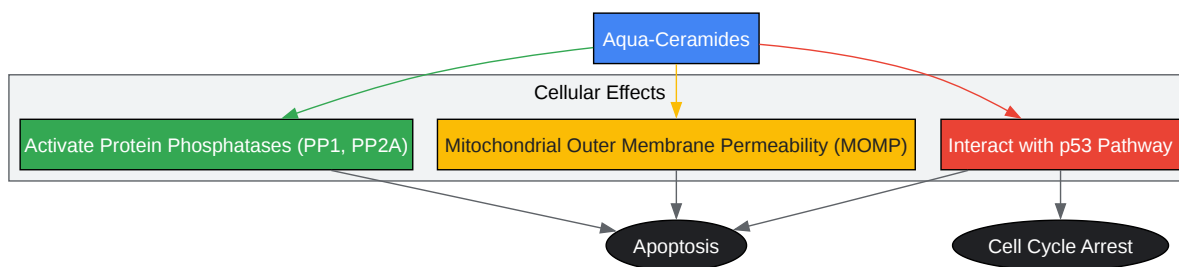 Aqua-Ceramides
Cellular Effects
Activate Protein Phosphatases (PP1, PP2A)
Mitochondrial Outer Membrane Permeability (MOMP)
Interact with p53 Pathway
Apoptosis
Cell Cycle Arrest